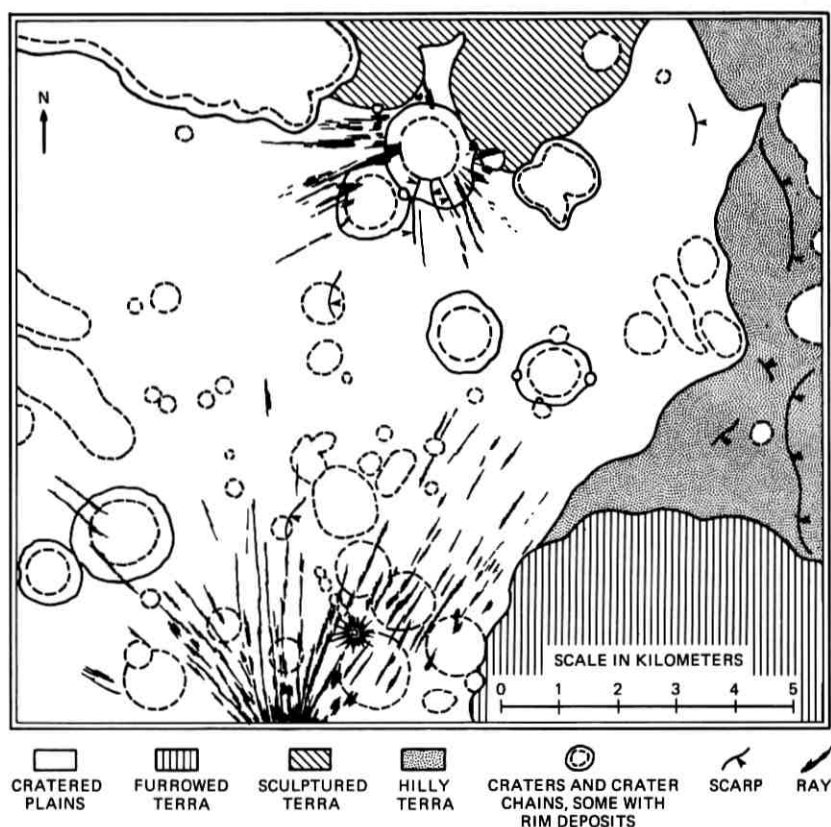 N
SCALE IN KILOMETERS
0 1 2 3 4 5
CRATERED PLAINS
FURROWED TERRA
SCULPTURED TERRA
HILLY TERRA
CRATERS AND CRATER CHAINS, SOME WITH RIM DEPOSITS
SCARP
RAY